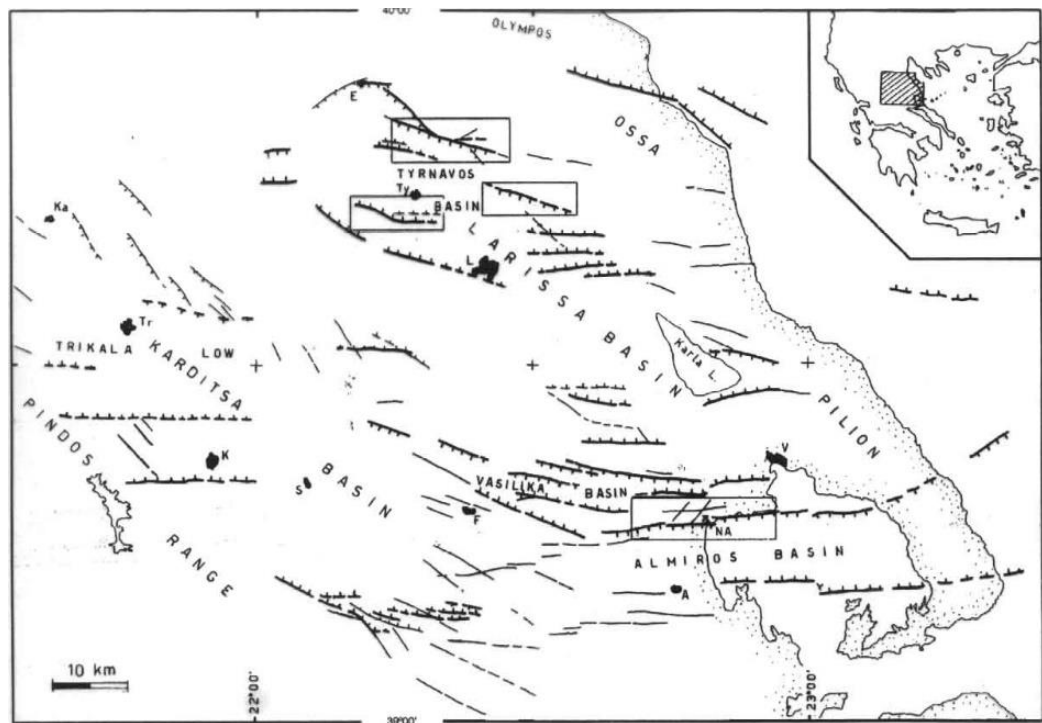 40°00'
OLYMPOS
E
OSSA
TYRNAVOS
Ty
BASIN
Ka
LARISSA BASIN
L
Tr
TRIKALA
KARDITSA
LOW
Karla L.
PINDOS
PILION
K
BASIN
S
V
VASILIKA
BASIN
F
NA
RANGE
ALMIROS
BASIN
A
10 km
22°00'
39°00'
23°00'